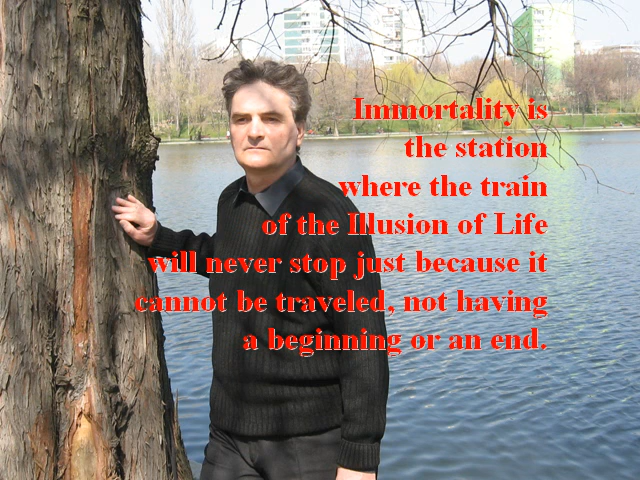 Immortality is
the station
where the train
of the Illusion of Life
will never stop just because it
cannot be traveled, not having
a beginning or an end.